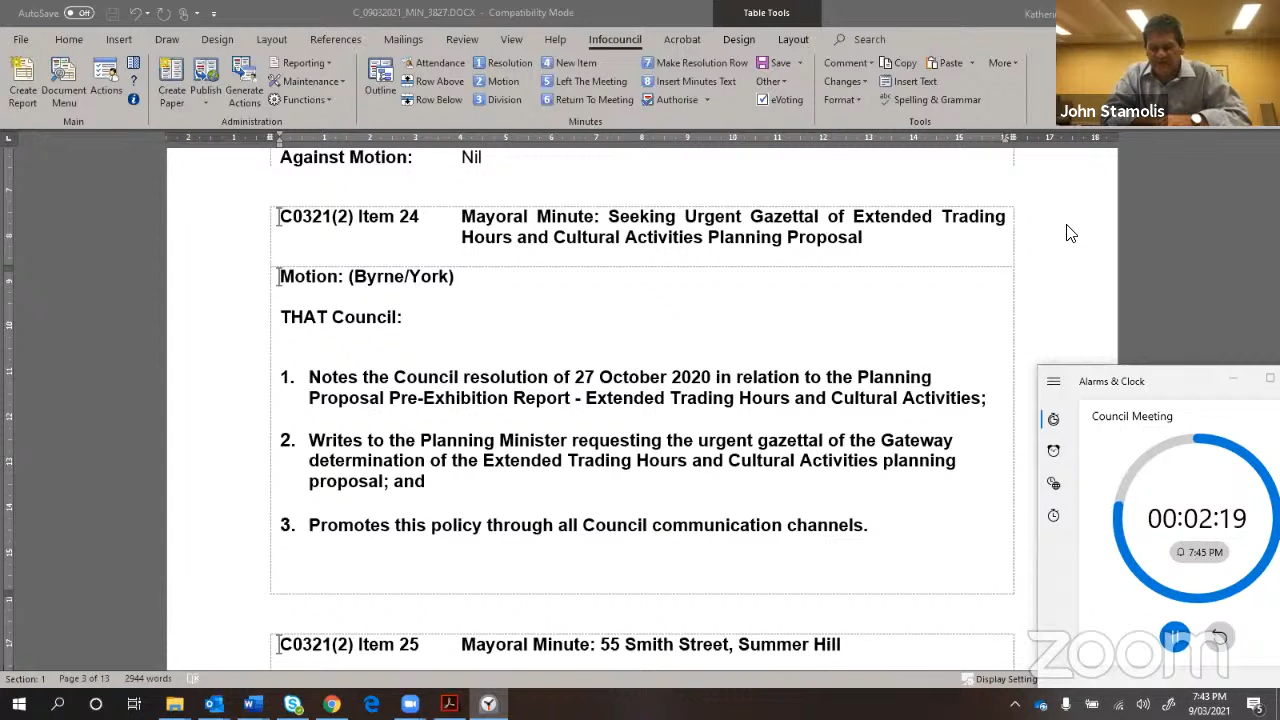 AutoSave Off
C_09032021_MIN_3827.DOCX - Compatibility Mode
Table Tools
File Home Insert Draw Design Layout References Mailings Review View Help Infocouncil Acrobat Design Layout Search
Create Report
Document Menu
Actions
Main
Create Paper
Publish
Generate Actions
Reporting
Maintenance
Functions
Administration
Outline
Attendance
Row Above
Row Below
1 Motion
2 Resolution
3 Division
4 New Item
5 Left The Meeting
6 Return To Meeting
7 Make Resolution Row
8 Insert Minutes Text
Authorise
Save
Other
eVoting
Minutes
Comment
Changes
Format
Copy
Paste
Insert Text
Spelling & Grammar
More
Tools
John Stamolis
Against Motion: Nil
C0321(2) Item 24 Mayoral Minute: Seeking Urgent Gazettal of Extended Trading
Hours and Cultural Activities Planning Proposal
Motion: (Byrne/York)
THAT Council:
1. Notes the Council resolution of 27 October 2020 in relation to the Planning
Proposal Pre-Exhibition Report - Extended Trading Hours and Cultural Activities;
2. Writes to the Planning Minister requesting the urgent gazettal of the Gateway
determination of the Extended Trading Hours and Cultural Activities planning
proposal; and
3. Promotes this policy through all Council communication channels.
C0321(2) Item 25 Mayoral Minute: 55 Smith Street, Summer Hill
Alarms & Clock
Council Meeting
00:02:19
7:45 PM
zoom
Section: 1 Page 3 of 13 2944 words
Display Setting
7:43 PM
9/03/2021